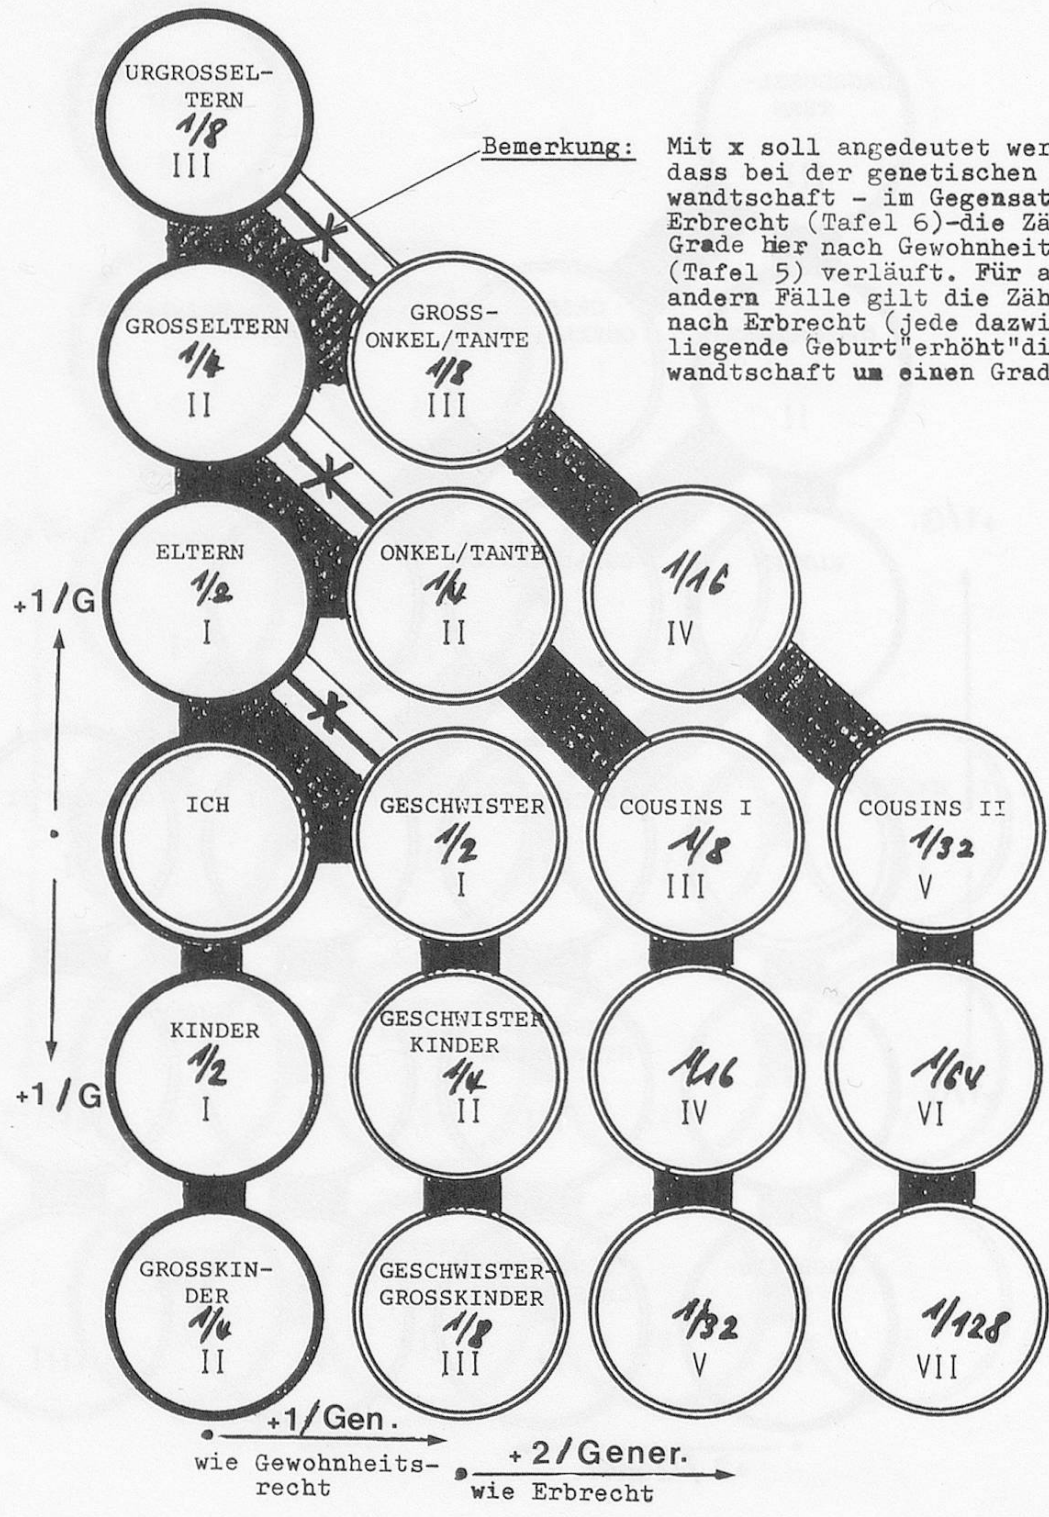 URGROSSEL-
TERN
1/8
III
Bemerkung: Mit x soll angedeutet wer
dass bei der genetischen
wandtschaft - im Gegensat
Erbrecht (Tafel 6)-die Zä
Grade hier nach Gewohnheit
(Tafel 5) verläuft. Für a
andern Fälle gilt die Zäh
nach Erbrecht (jede dazwi
liegende Geburt"erhöht"di
wandtschaft um einen Grad
GROSSELTERN
1/4
II
GROSS-
ONKEL/TANTE
1/8
III
ELTERN
1/2
I
ONKEL/TANTE
1/4
II
1/16
IV
+1/G
ICH
GESCHWISTER
1/2
I
COUSINS I
1/8
III
COUSINS II
1/32
V
+1/G
KINDER
1/2
I
GESCHWISTER
KINDER
1/4
II
1/16
IV
1/64
VI
GROSSKIN-
DER
1/4
II
GESCHWISTER-
GROSSKINDER
1/8
III
1/32
V
1/128
VII
+1/Gen.
wie Gewohnheits-
recht
+2/Gener.
wie Erbrecht